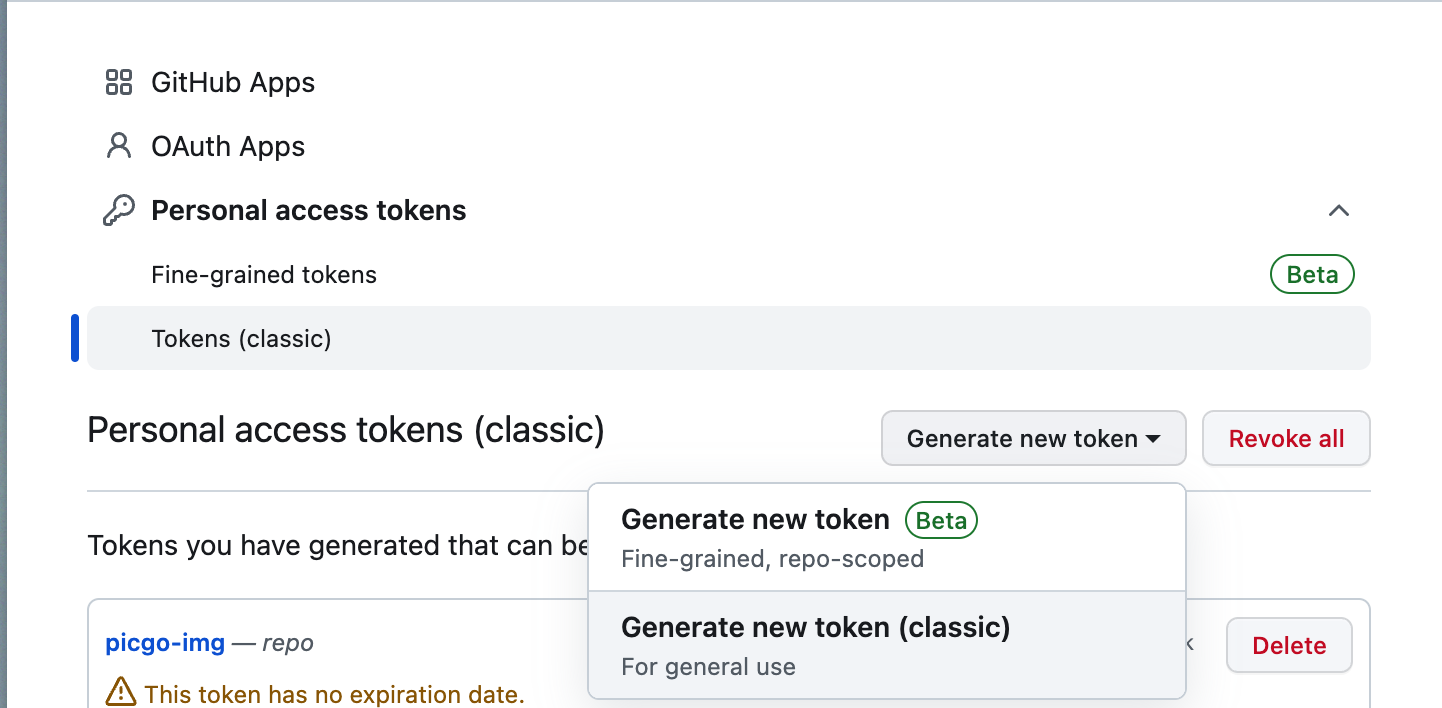 GitHub Apps
OAuth Apps
Personal access tokens
Fine-grained tokens Beta
Tokens (classic)
Personal access tokens (classic) Generate new token Revoke all
Generate new token Beta
Fine-grained, repo-scoped
Tokens you have generated that can be
Generate new token (classic)
For general use
picgo-img — repo Delete
This token has no expiration date.